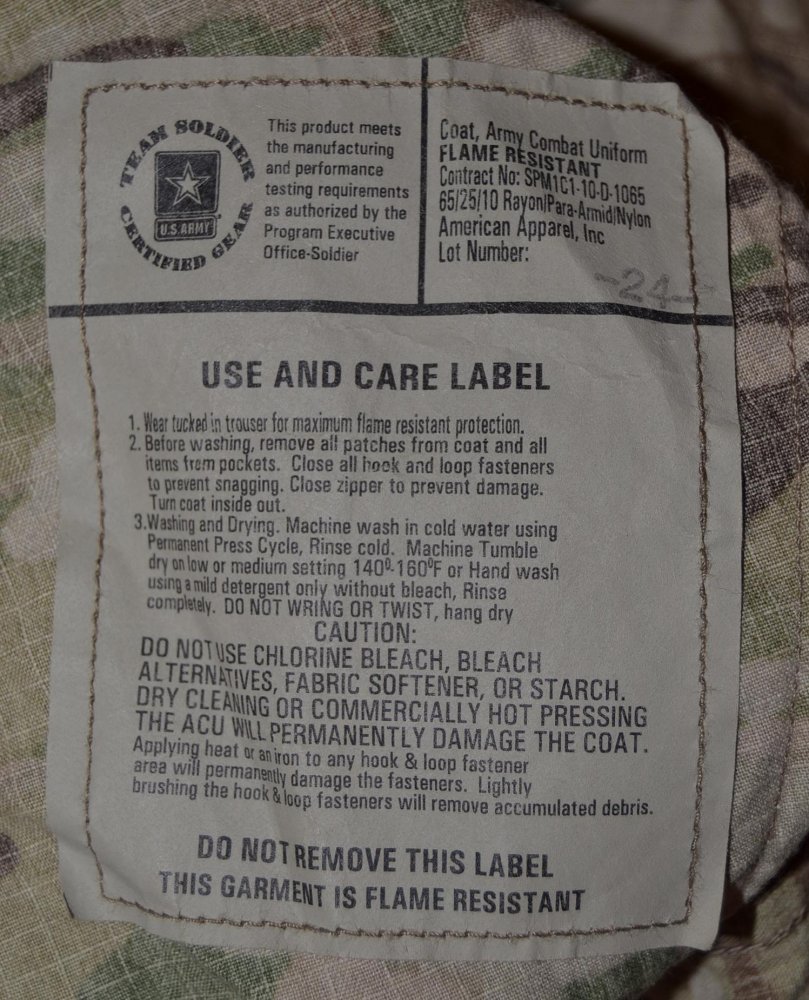 TEAM SOLDIER
U.S.ARMY
CERTIFIED GEAR
This product meets
the manufacturing
and performance
testing requirements
as authorized by the
Program Executive
Office-Soldier
Coat, Army Combat Uniform
FLAME RESISTANT
Contract No: SPM1C1-10-D-1065
65/25/10 Rayon/Para-Armid/Nylon
American Apparel, Inc
Lot Number:
-24-
USE AND CARE LABEL
1. Wear tucked in trouser for maximum flame resistant protection.
2. Before washing, remove all patches from coat and all
items from pockets. Close all hook and loop fasteners
to prevent snagging. Close zipper to prevent damage.
Turn coat inside out.
3.Washing and Drying. Machine wash in cold water using
Permanent Press Cycle, Rinse cold. Machine Tumble
dry on low or medium setting 140⁰-160⁰F or Hand wash
using a mild detergent only without bleach, Rinse
completely. DO NOT WRING OR TWIST, hang dry
CAUTION:
DO NOT USE CHLORINE BLEACH, BLEACH
ALTERNATIVES, FABRIC SOFTENER, OR STARCH.
DRY CLEANING OR COMMERCIALLY HOT PRESSING
THE ACU WILL PERMANENTLY DAMAGE THE COAT.
Applying heat or an iron to any hook & loop fastener
area will permanently damage the fasteners. Lightly
brushing the hook & loop fasteners will remove accumulated debris.
DO NOT REMOVE THIS LABEL
THIS GARMENT IS FLAME RESISTANT